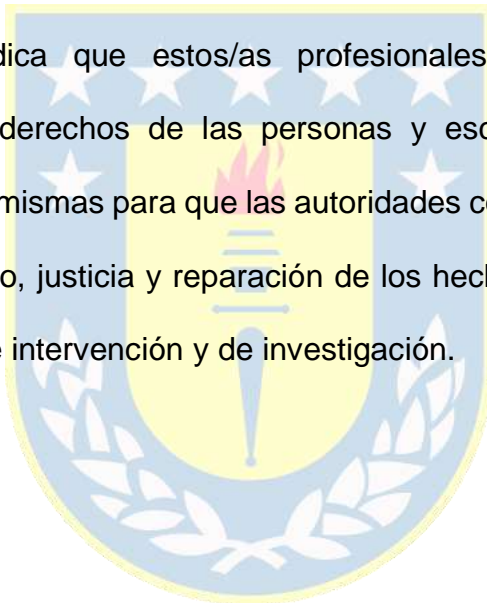 dica que estos/as profesionales
derechos de las personas y esc
mismas para que las autoridades c
o, justicia y reparación de los hech
e intervención y de investigación.